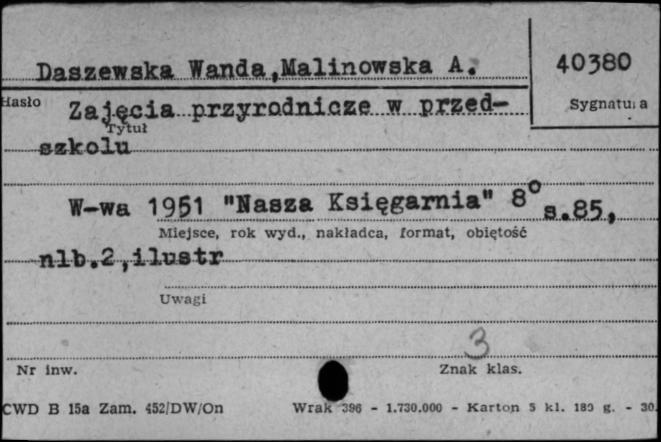 Daszewska Wanda, Malinowska A.
40380
Hasło
Zajęcia przyrodnicze w przed-
Sygnatura
Tytuł
szkolu
W-wa 1951 "Nasza Księgarnia" 8° s.85,
Miejsce, rok wyd., nakładca, format, objętość
nlb.2, ilustr
Uwagi
3
Nr inw.
Znak klas.
CWD B 15a Zam. 452/DW/On
Wrak 396 - 1.730.000 - Karton 5 kl. 180 g. - 30.